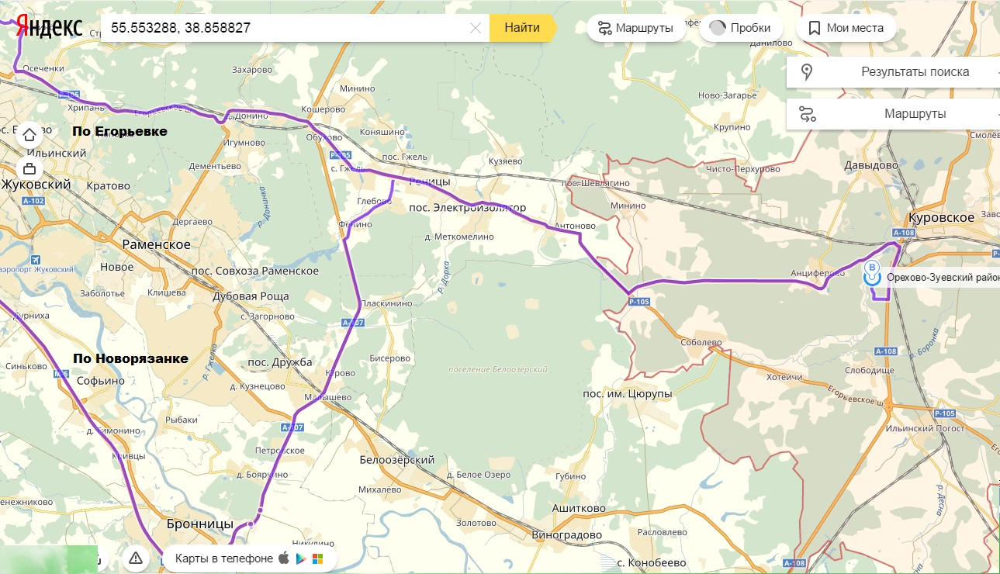 Яндекс
55.553288, 38.858827
Найти
Маршруты
Пробки
Мои места
Данилово
Результаты поиска
Маршруты
Осеченки
Захарово
Минино
Ново-Загарье
Крупино
Р-105
Хрипань
Егорьевское ш.
д. Донино
Кошерово
По Егорьевке
Обухово
Коняшино
Игумново
Ильинский
Р-105
пос. Гжель
с. Гжель
Кузяево
Чисто-Перхурово
Давыдово
Дементьево
Жуковский
Кратово
Речицы
пос. Шевлягино
А-102
р. Донинка
Глебово
пос. Электроизолятор
Минино
Куровское
Дергаево
Фенино
Антоново
А-108
Раменское
д. Меткомелино
аэропорт Жуковский
Новое
пос. Совхоза Раменское
р. Дорка
Анциферово
B
Орехово-Зуевский район
Заболотье
Клишева
Дубовая Роща
Пласкинино
Р-105
Дурниха
с. Загорново
А-107
Соболево
р. Гжелка
р. Воронка
А-108
По Новорязанке
Синьково
М-5
Софьино
пос. Дружба
Бисерово
поселение Белоозёрский
Хотеичи
Слободище
Юрово
д. Кузнецово
Малышево
пос. им. Цюрупы
Егорьевское ш.
Р-105
Рыбаки
А-107
д. Тимонино
Ильинский Погост
Кривцы
Петровское
Белоозёрский
д. Бояркино
д. Белое Озеро
Губино
Михалёво
р. Десна
Ашитково
Бронницы
Золотово
Виноградово
Расловлево
Никулино
Карты в телефоне
с. Конобеево
А-108